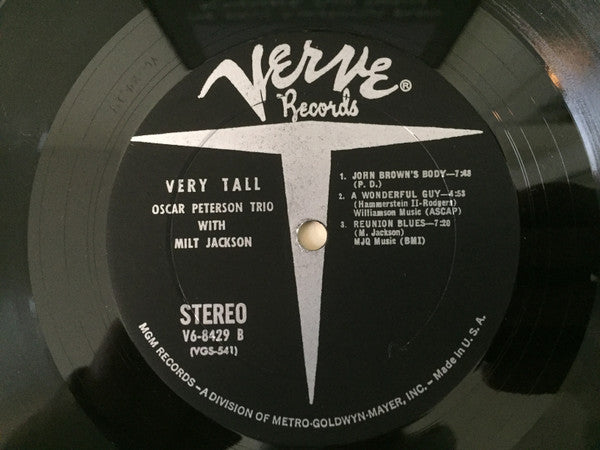 Verve®
Records
VERY TALL
OSCAR PETERSON TRIO
WITH
MILT JACKSON
STEREO
V6-8429 B
(VGS-541)
1. JOHN BROWN'S BODY—7:48
(P. D.)
2. A WONDERFUL GUY—4:53
(Hammerstein II-Rodgers)
Williamson Music (ASCAP)
3. REUNION BLUES—7:20
(M. Jackson)
MJQ Music (BMI)
MGM RECORDS—A DIVISION OF METRO-GOLDWYN-MAYER, INC.—Made in U. S. A.